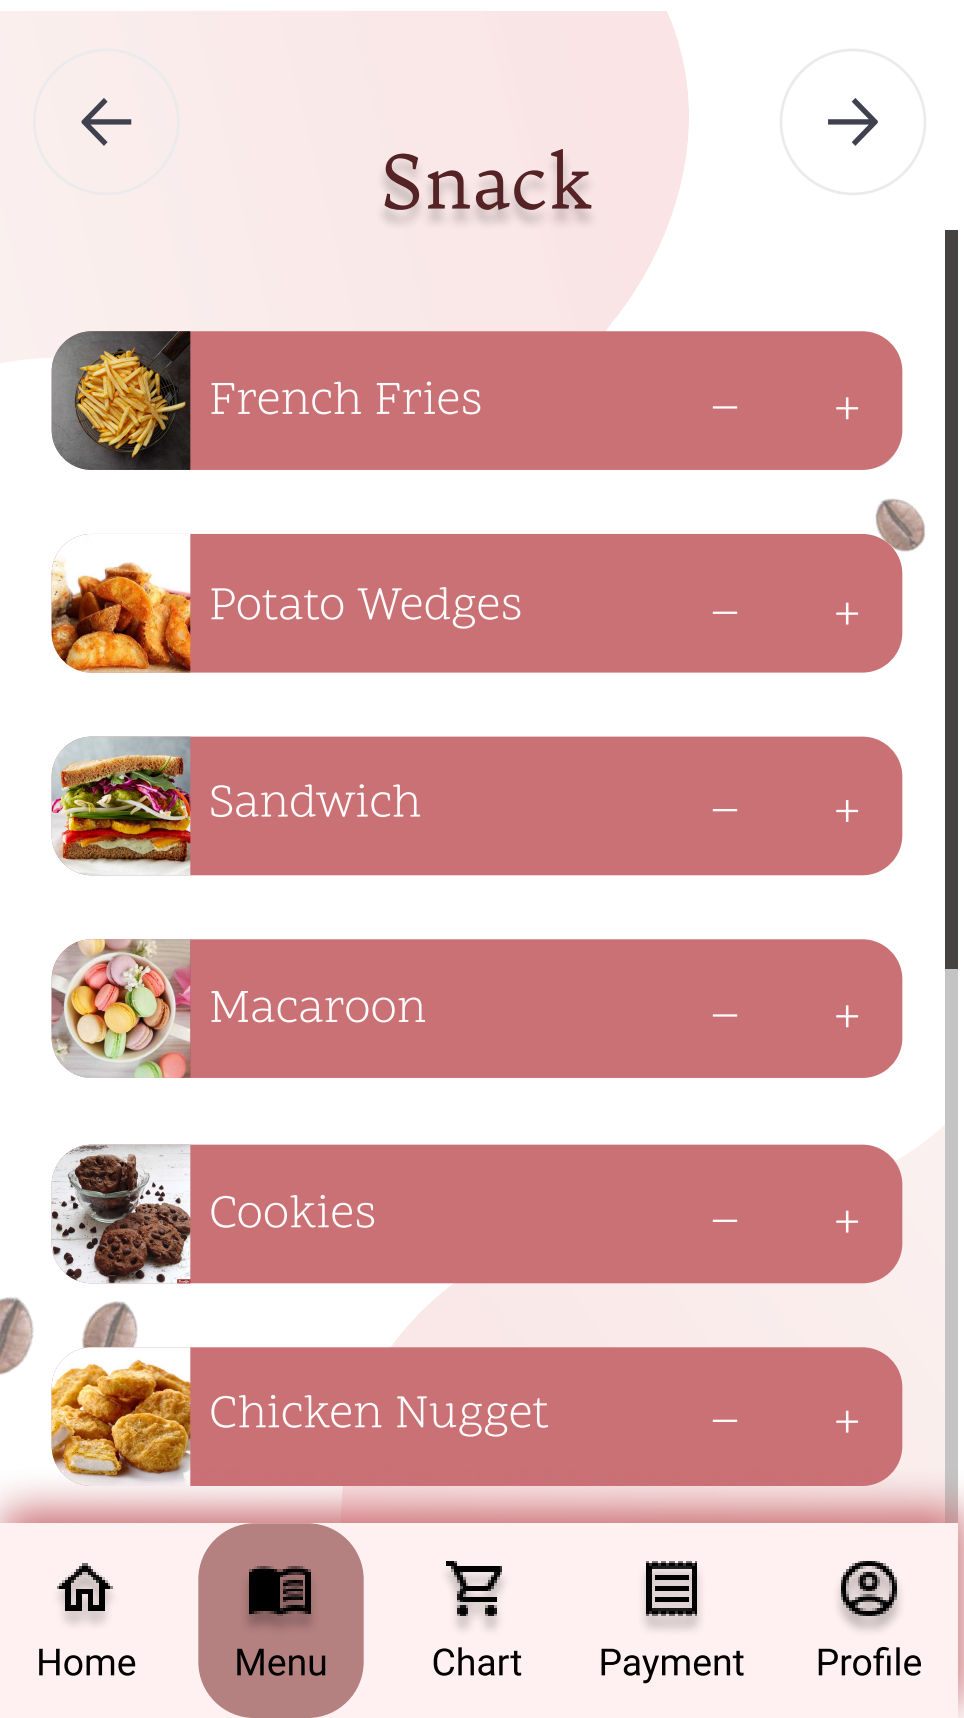 Snack
French Fries
− +
Potato Wedges
− +
Sandwich
− +
Macaroon
− +
Cookies
− +
Chicken Nugget
− +
Home Menu Chart Payment Profile